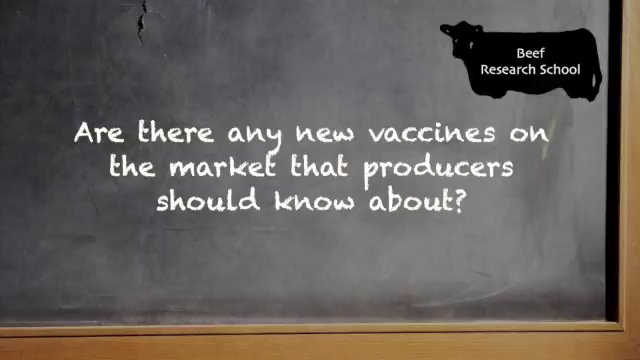 Beef
Research School
Are there any new vaccines on
the market that producers
should know about?